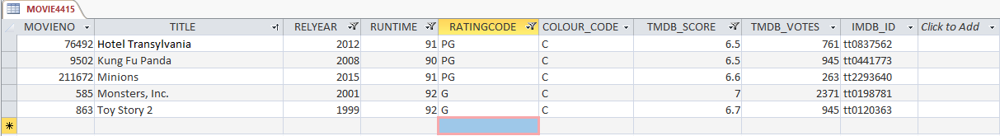 MOVIE4415
MOVIENO TITLE RELYEAR RUNTIME RATINGCODE COLOUR_CODE TMDB_SCORE TMDB_VOTES IMDB_ID Click to Add
76492 Hotel Transylvania 2012 91 PG C 6.5 761 tt0837562
9502 Kung Fu Panda 2008 90 PG C 6.5 945 tt0441773
211672 Minions 2015 91 PG C 6.6 263 tt2293640
585 Monsters, Inc. 2001 92 G C 7 2371 tt0198781
863 Toy Story 2 1999 92 G C 6.7 945 tt0120363